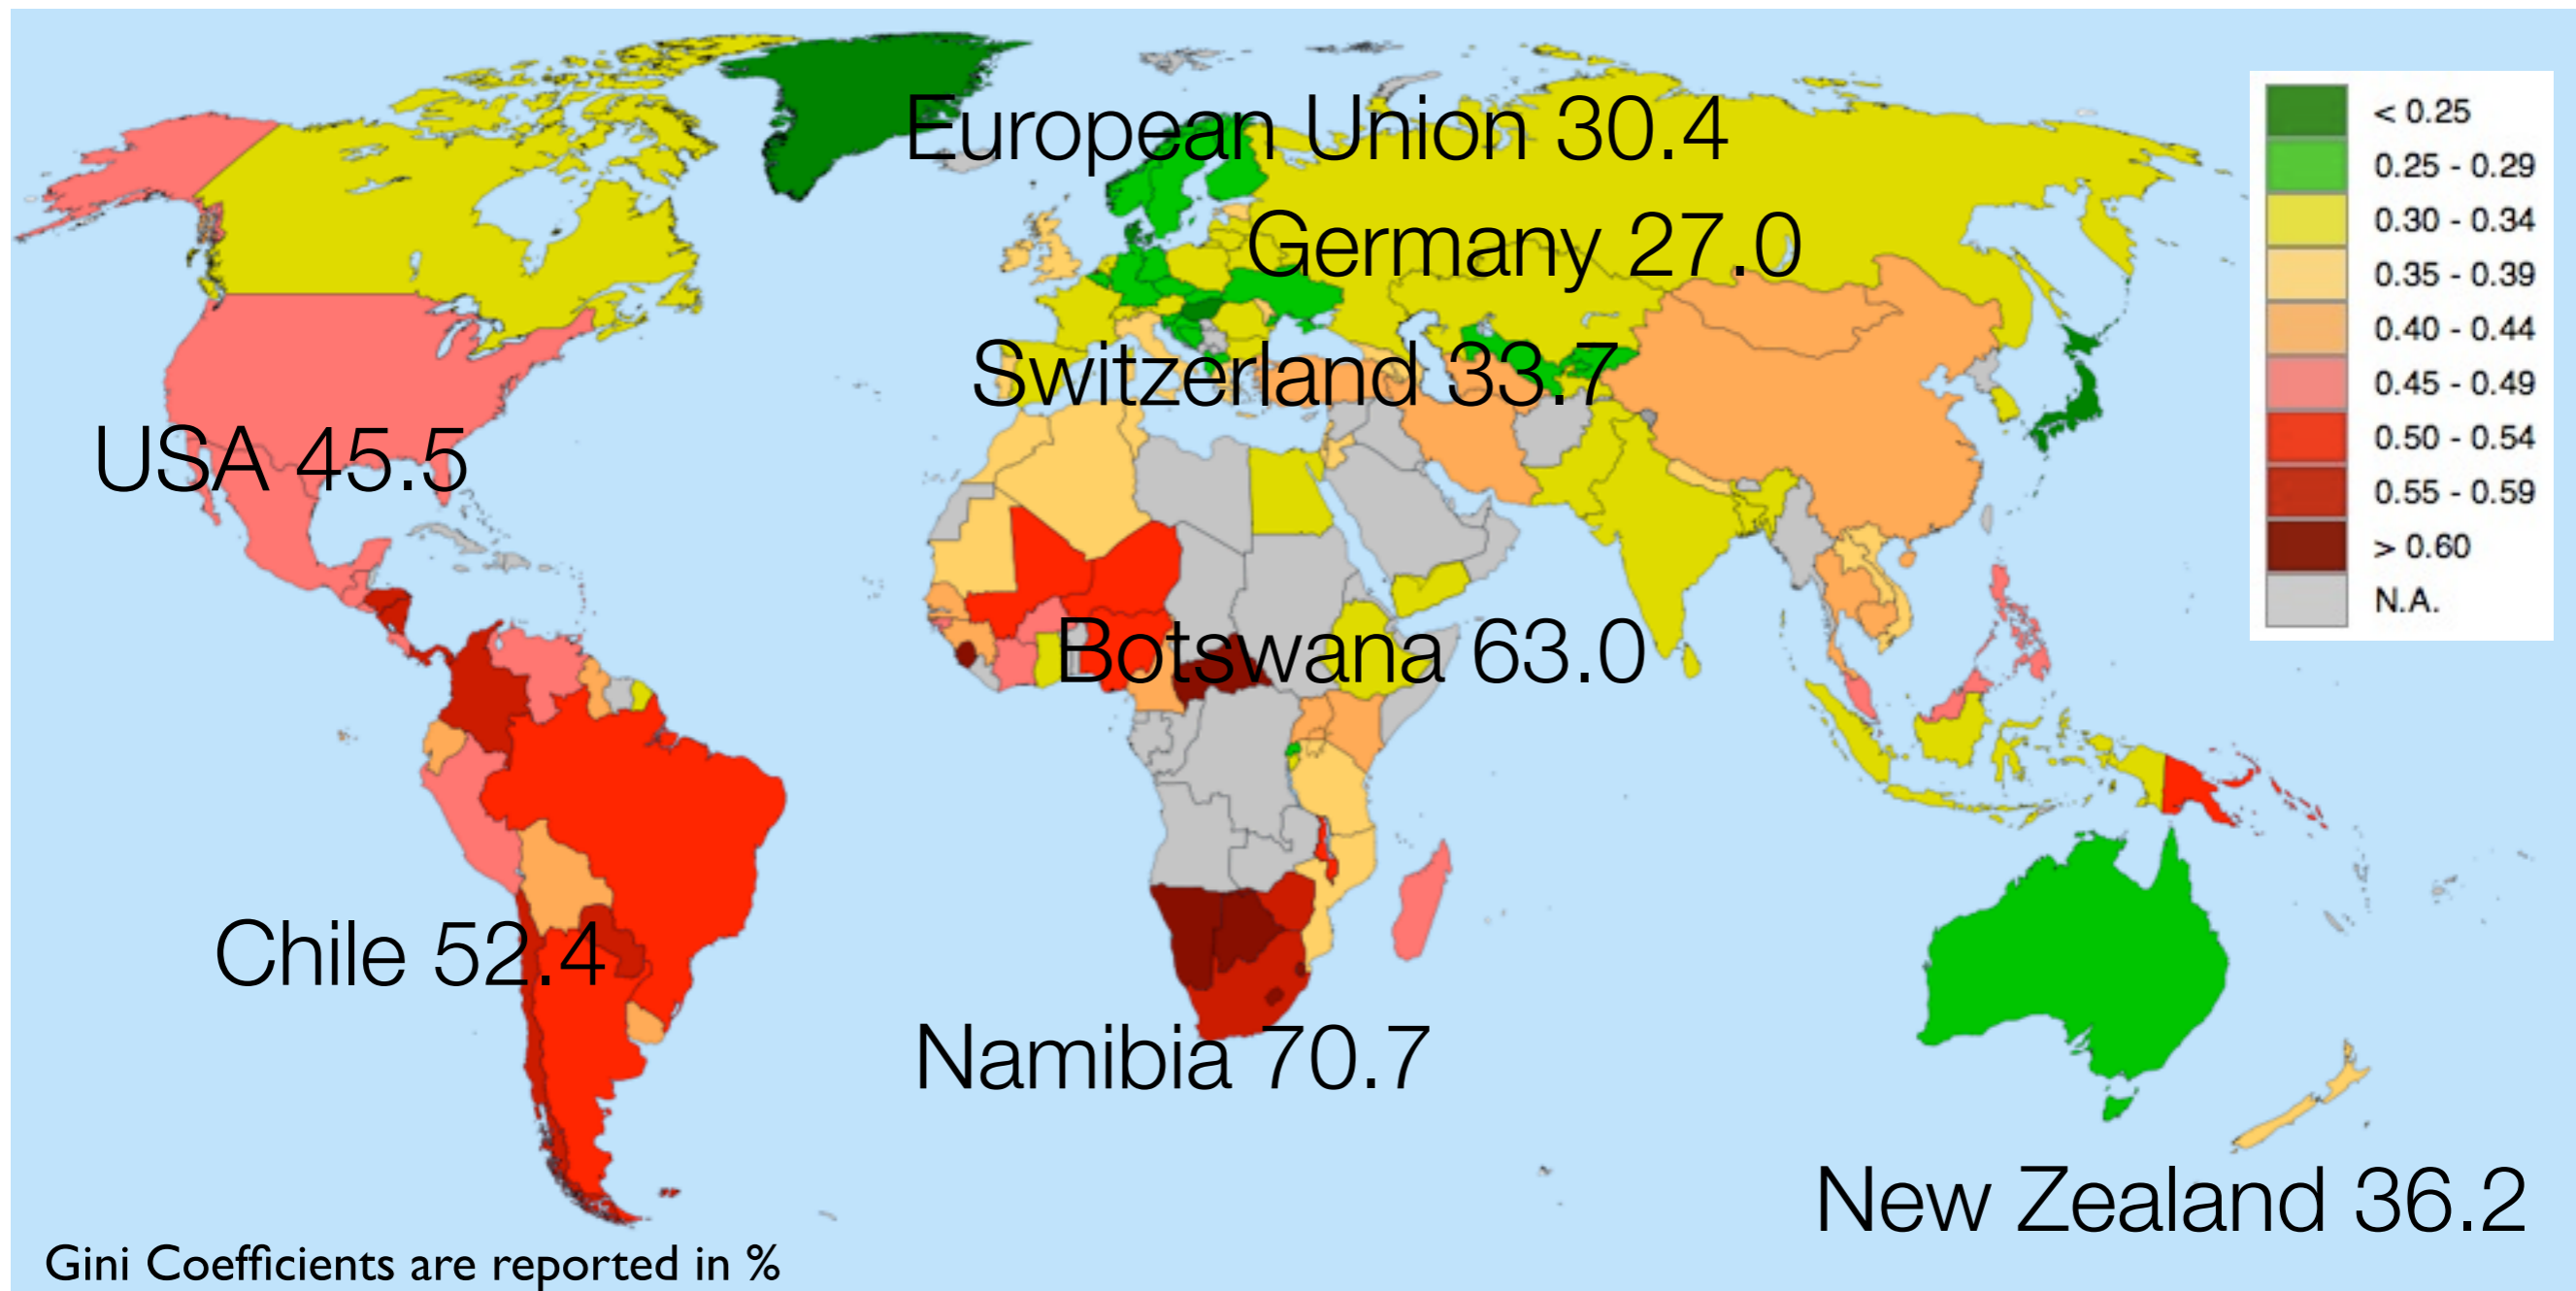 European Union 30.4
Germany 27.0
Switzerland 33.7
USA 45.5
Botswana 63.0
Chile 52.4
Namibia 70.7
New Zealand 36.2
Gini Coefficients are reported in %
< 0.25
0.25 - 0.29
0.30 - 0.34
0.35 - 0.39
0.40 - 0.44
0.45 - 0.49
0.50 - 0.54
0.55 - 0.59
> 0.60
N.A.